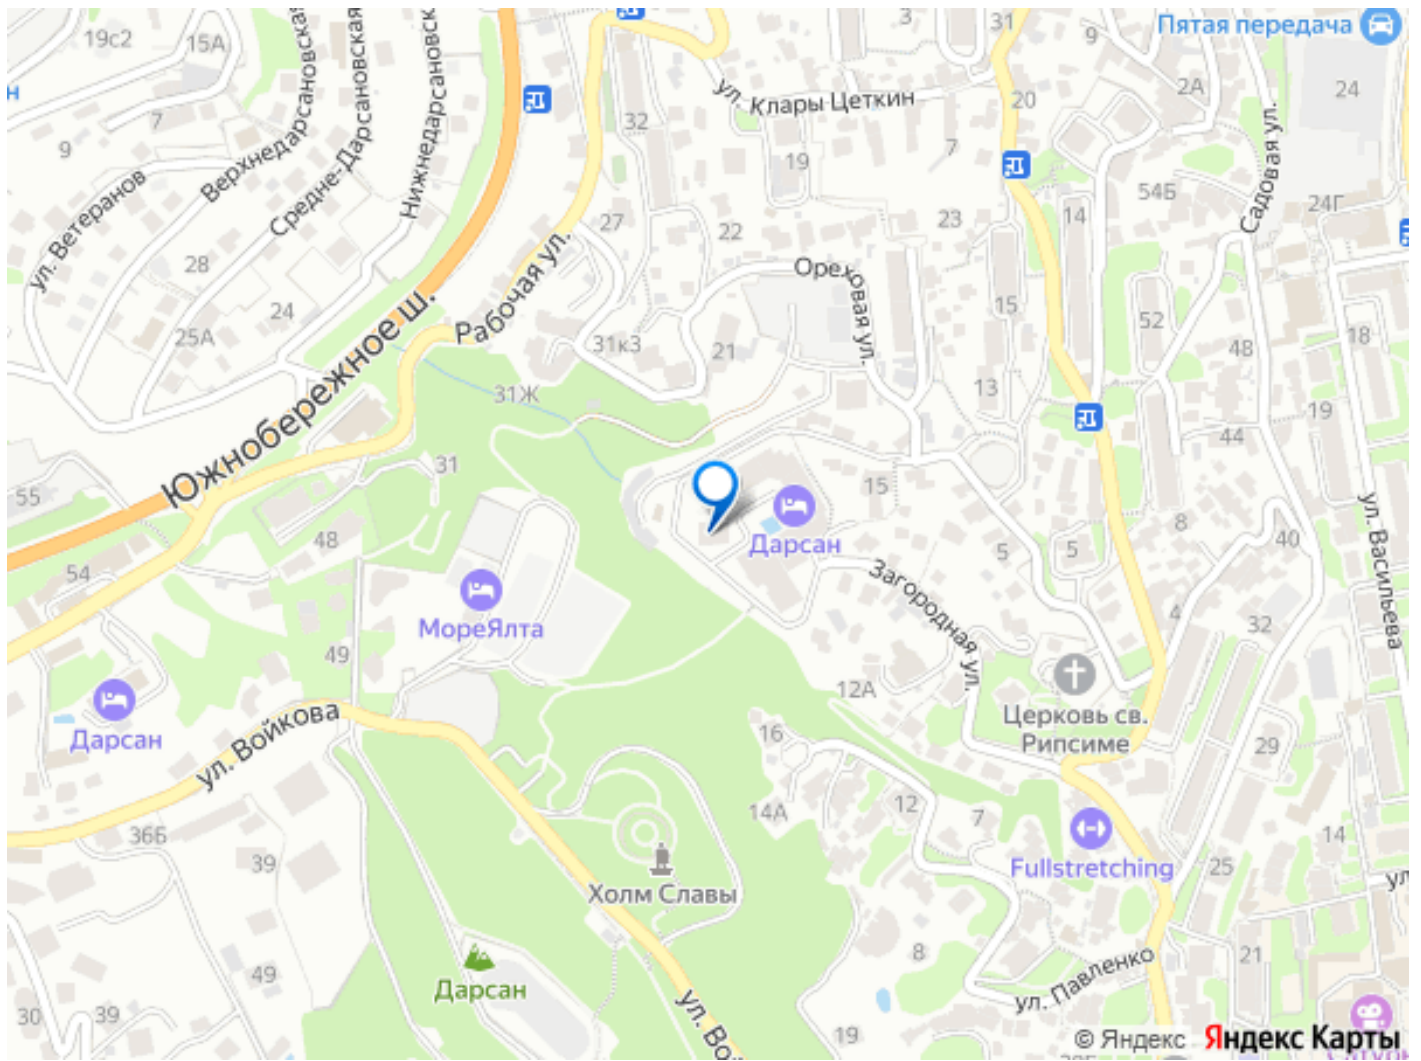 19с2
15А
3
31
9
Пятая передача
н
7
9
32
ул. Клары Цеткин
20
2А
24
19
7
Верхнедарсановская
Средне-Дарсановская
Нижнедарсановск
ул. Ветеранов
Садовая ул.
54Б
24Г
14
23
27
22
28
24
25А
Рабочая ул.
Ореховая ул.
15
52
18
31к3
21
48
Южнобережное ш.
31Ж
13
19
44
31
55
15
8
ул. Васильева
48
Дарсан
5
5
40
54
Загородная ул.
МореЯлта
4
32
49
12А
Церковь св.
Рипсиме
Дарсан
ул. Войкова
16
29
14А
12
7
36Б
39
14
Fullstretching
25
Холм Славы
ул
8
21
49
Дарсан
ул. Павленко
ул. Во
30
39
19
© Яндекс
Яндекс Карты